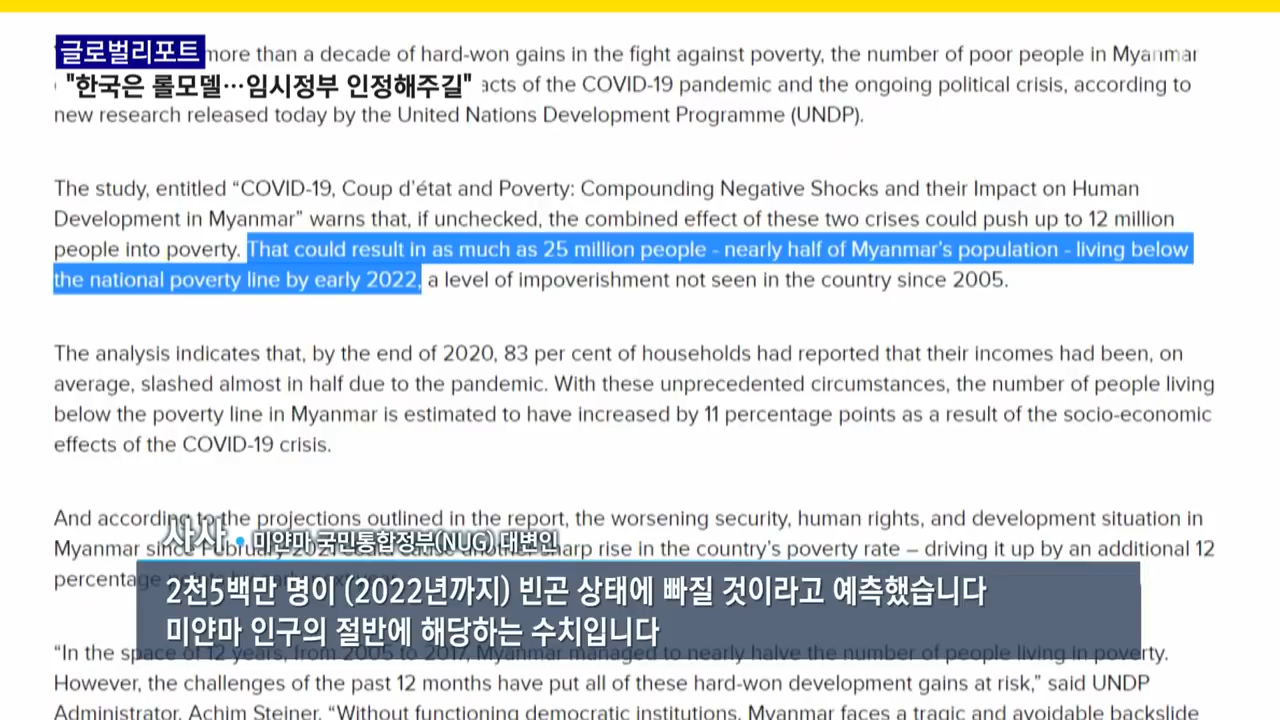 글로벌리포트
more than a decade of hard-won gains in the fight against poverty, the number of poor people in Myanmar
"한국은 롤모델…임시정부 인정해주길"
acts of the COVID-19 pandemic and the ongoing political crisis, according to
new research released today by the United Nations Development Programme (UNDP).
The study, entitled “COVID-19, Coup d’état and Poverty: Compounding Negative Shocks and their Impact on Human
Development in Myanmar” warns that, if unchecked, the combined effect of these two crises could push up to 12 million
people into poverty. That could result in as much as 25 million people - nearly half of Myanmar’s population - living below
the national poverty line by early 2022, a level of impoverishment not seen in the country since 2005.
The analysis indicates that, by the end of 2020, 83 per cent of households had reported that their incomes had been, on
average, slashed almost in half due to the pandemic. With these unprecedented circumstances, the number of people living
below the poverty line in Myanmar is estimated to have increased by 11 percentage points as a result of the socio-economic
effects of the COVID-19 crisis.
And according to the projections outlined in the report, the worsening security, human rights, and development situation in
사사 • 미얀마 국민통합정부(NUG) 대변인
Myanmar since February 2021 sharp rise in the country’s poverty rate – driving it up by an additional 12
percentage
2천5백만 명이 (2022년까지) 빈곤 상태에 빠질 것이라고 예측했습니다
미얀마 인구의 절반에 해당하는 수치입니다
“In the space of 12 years, from 2005 to 2017, Myanmar managed to nearly halve the number of people living in poverty.
However, the challenges of the past 12 months have put all of these hard-won development gains at risk,” said UNDP
Administrator, Achim Steiner. “Without functioning democratic institutions, Myanmar faces a tragic and avoidable backslide